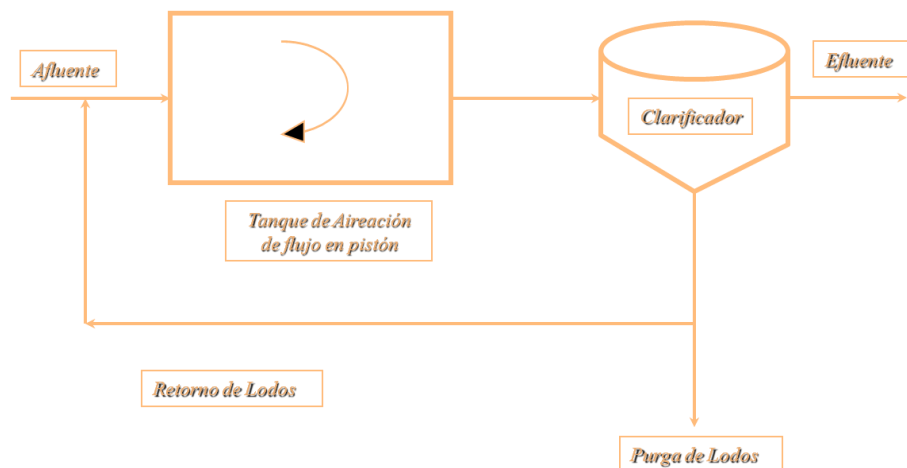 Afluente
Efluente
Clarificador
Tanque de Aireación
de flujo en pistón
Retorno de Lodos
Purga de Lodos